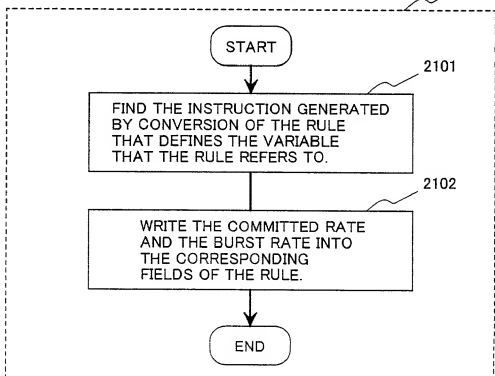 START
2101
FIND THE INSTRUCTION GENERATED
BY CONVERSION OF THE RULE
THAT DEFINES THE VARIABLE
THAT THE RULE REFERS TO.
2102
WRITE THE COMMITTED RATE
AND THE BURST RATE INTO
THE CORRESPONDING
FIELDS OF THE RULE.
END